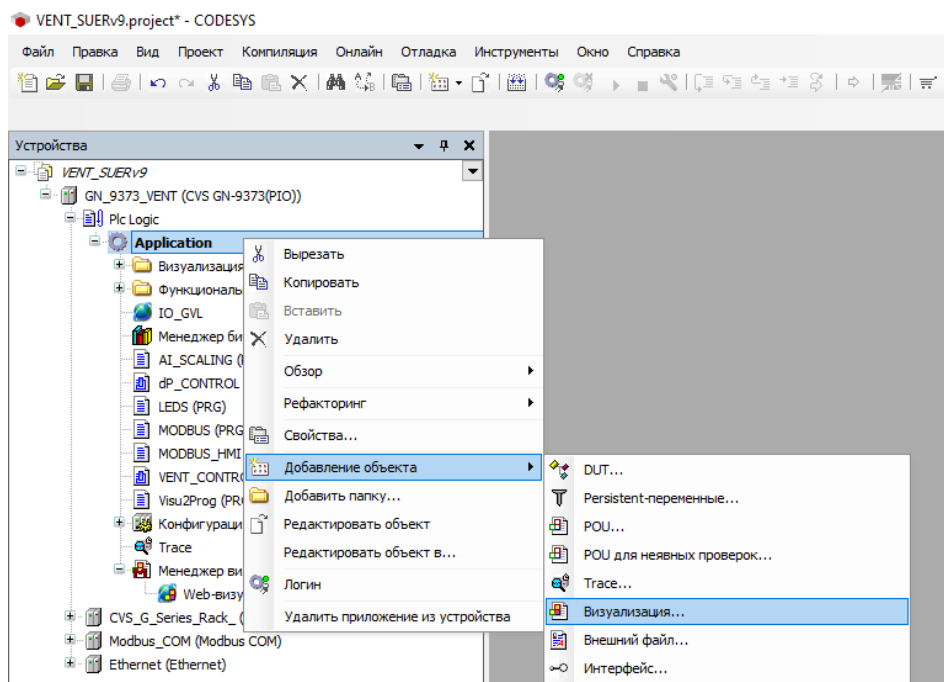 VENT_SUERv9.project* - CODESYS
Файл Правка Вид Проект Компиляция Онлайн Отладка Инструменты Окно Справка
Устройства
VENT_SUERv9
GN_9373_VENT (CVS GN-9373(PIO))
Plc Logic
Application
Визуализация
Функциональ
IO_GVL
Менеджер би
AI_SCALING (
dP_CONTROL
LEDS (PRG)
MODBUS (PRG
MODBUS_HMI
VENT_CONTRO
Visu2Prog (PR
Конфигураци
Trace
Менеджер ви
Web-визу
CVS_G_Series_Rack_ (
Modbus_COM (Modbus COM)
Ethernet (Ethernet)
Вырезать
Копировать
Вставить
Удалить
Обзор
Рефакторинг
Свойства...
Добавление объекта
Добавить папку...
Редактировать объект
Редактировать объект в...
Логин
Удалить приложение из устройства
DUT...
Persistent-переменные...
POU...
POU для неявных проверок...
Trace...
Визуализация...
Внешний файл...
Интерфейс...